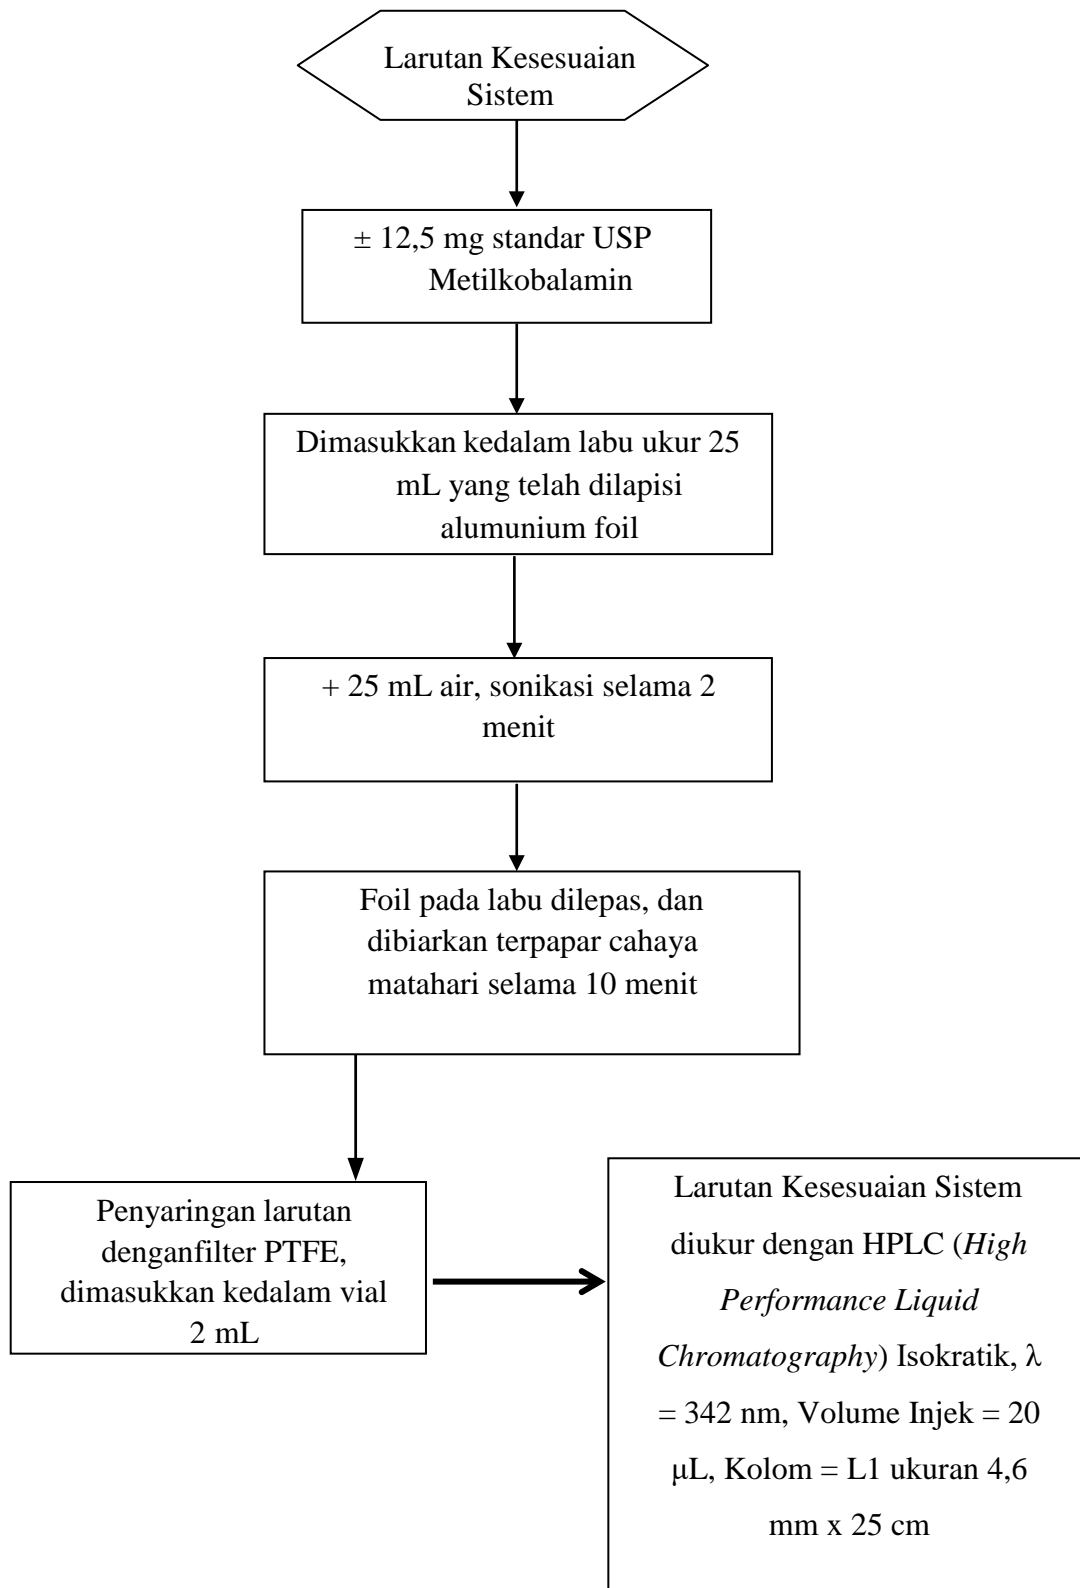 Larutan Kesesuaian
Sistem
± 12,5 mg standar USP
Metilkobalamin
Dimasukkan kedalam labu ukur 25
mL yang telah dilapisi
alumunium foil
+ 25 mL air, sonikasi selama 2
menit
Foil pada labu dilepas, dan
dibiarkan terpapar cahaya
matahari selama 10 menit
Penyaringan larutan
denganfilter PTFE,
dimasukkan kedalam vial
2 mL
Larutan Kesesuaian Sistem
diukur dengan HPLC (High
Performance Liquid
Chromatography) Isokratik, λ
= 342 nm, Volume Injek = 20
μL, Kolom = L1 ukuran 4,6
mm x 25 cm